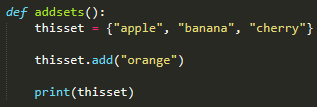 def addsets():
    thisset = {"apple", "banana", "cherry"}
    thisset.add("orange")
    print(thisset)